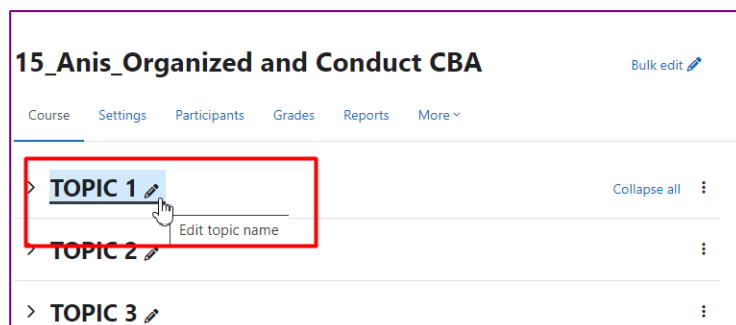 15_Anis_Organized and Conduct CBA
Bulk edit
Course Settings Participants Grades Reports More
TOPIC 1
Collapse all
Edit topic name
TOPIC 2
TOPIC 3